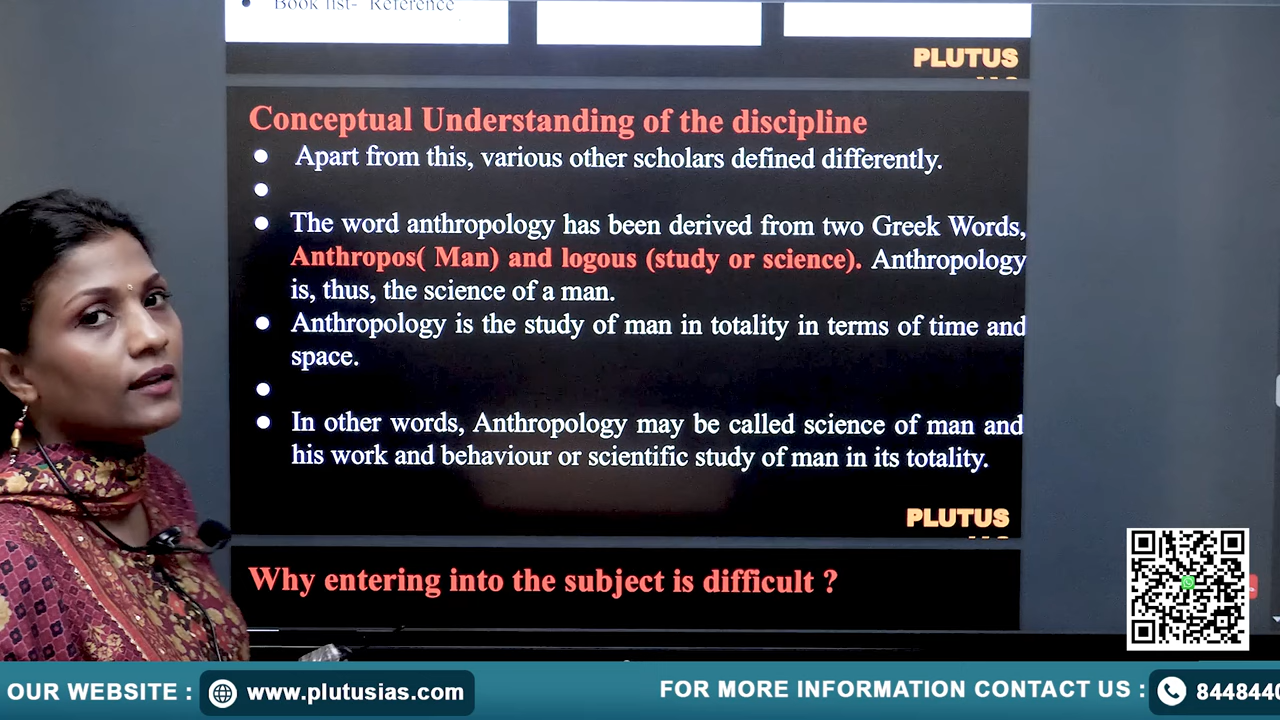 Book list- Reference
PLUTUS
Conceptual Understanding of the discipline
Apart from this, various other scholars defined differently.
The word anthropology has been derived from two Greek Words,
Anthropos( Man) and logous (study or science). Anthropology
is, thus, the science of a man.
Anthropology is the study of man in totality in terms of time and
space.
In other words, Anthropology may be called science of man and
his work and behaviour or scientific study of man in its totality.
PLUTUS
Why entering into the subject is difficult ?
OUR WEBSITE :
www.plutusias.com
FOR MORE INFORMATION CONTACT US :
844844